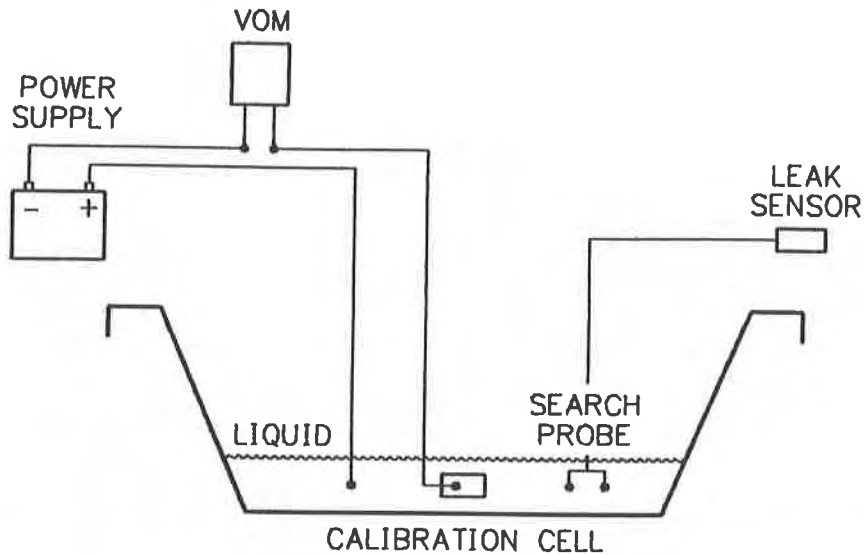 VOM
POWER
SUPPLY
- +
LEAK
SENSOR
SEARCH
PROBE
LIQUID
CALIBRATION CELL